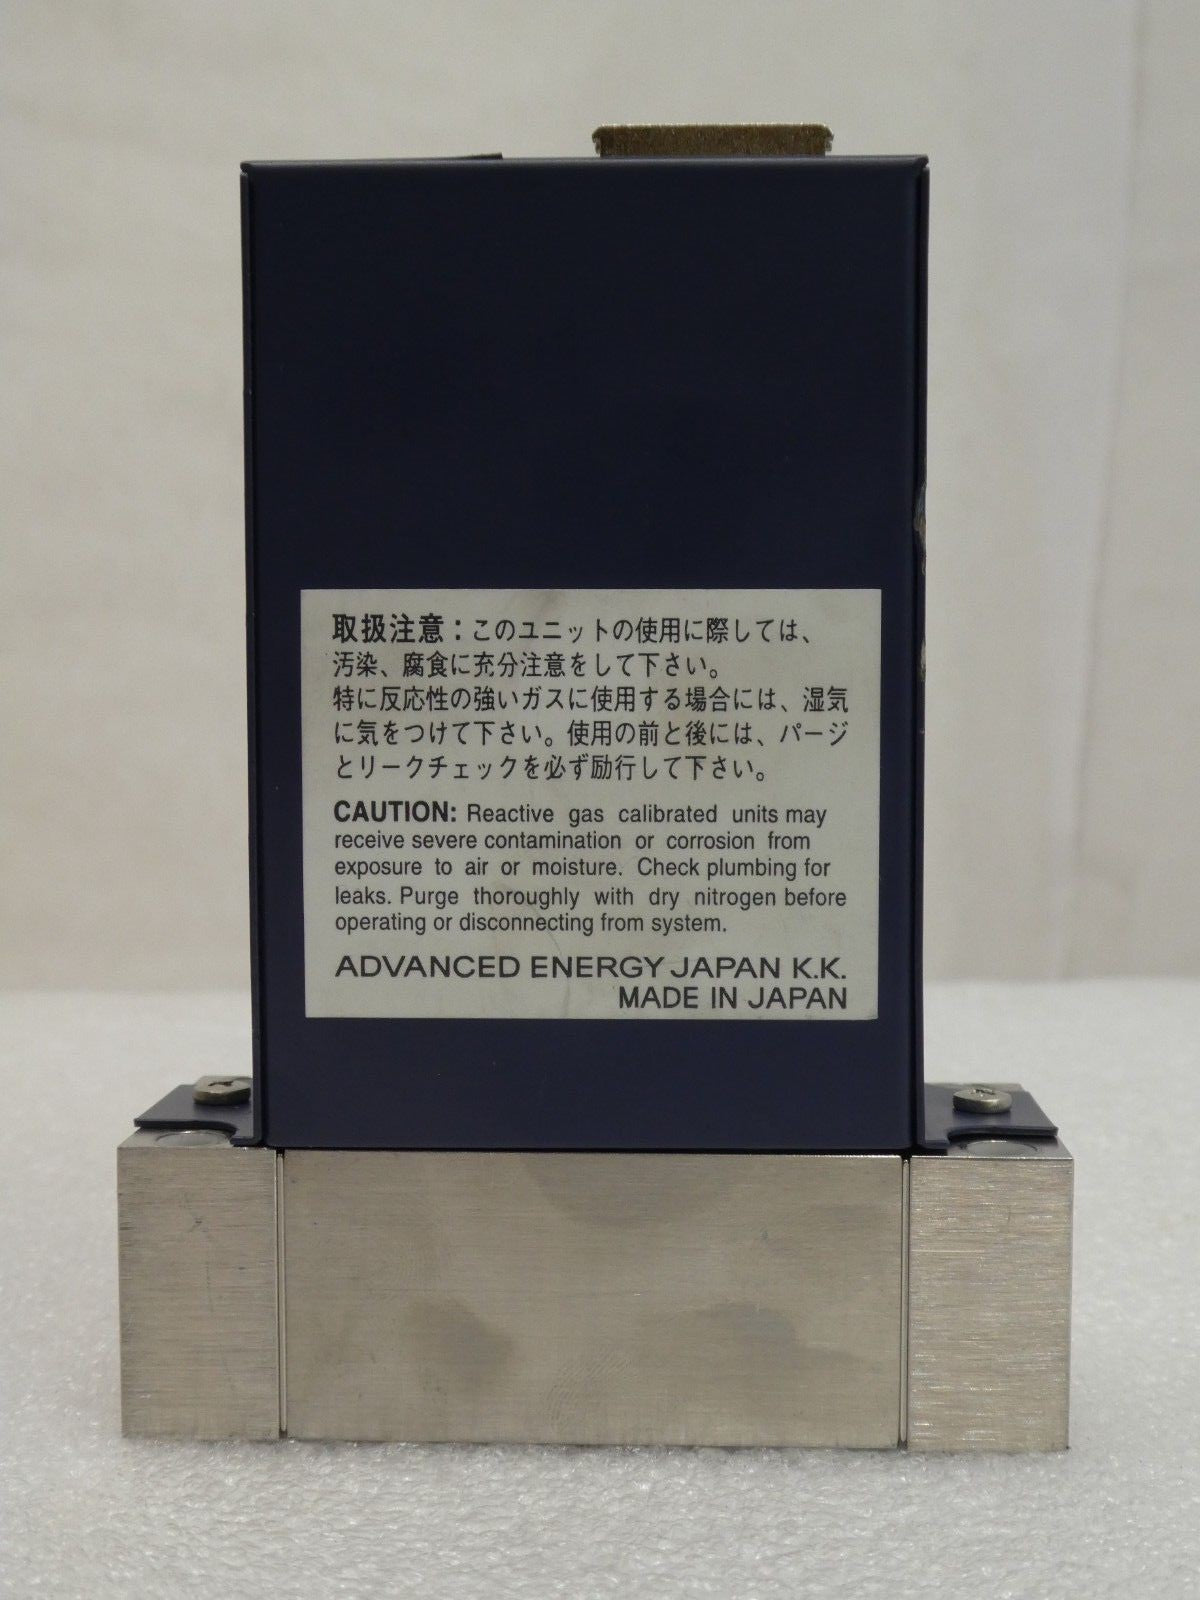 取扱注意：このユニットの使用に際しては、
汚染、腐食に充分注意をして下さい。
特に反応性の強いガスに使用する場合には、湿気
に気をつけて下さい。使用の前と後には、パージ
とリークチェックを必ず励行して下さい。
CAUTION: Reactive gas calibrated units may
receive severe contamination or corrosion from
exposure to air or moisture. Check plumbing for
leaks. Purge thoroughly with dry nitrogen before
operating or disconnecting from system.
ADVANCED ENERGY JAPAN K.K.
MADE IN JAPAN